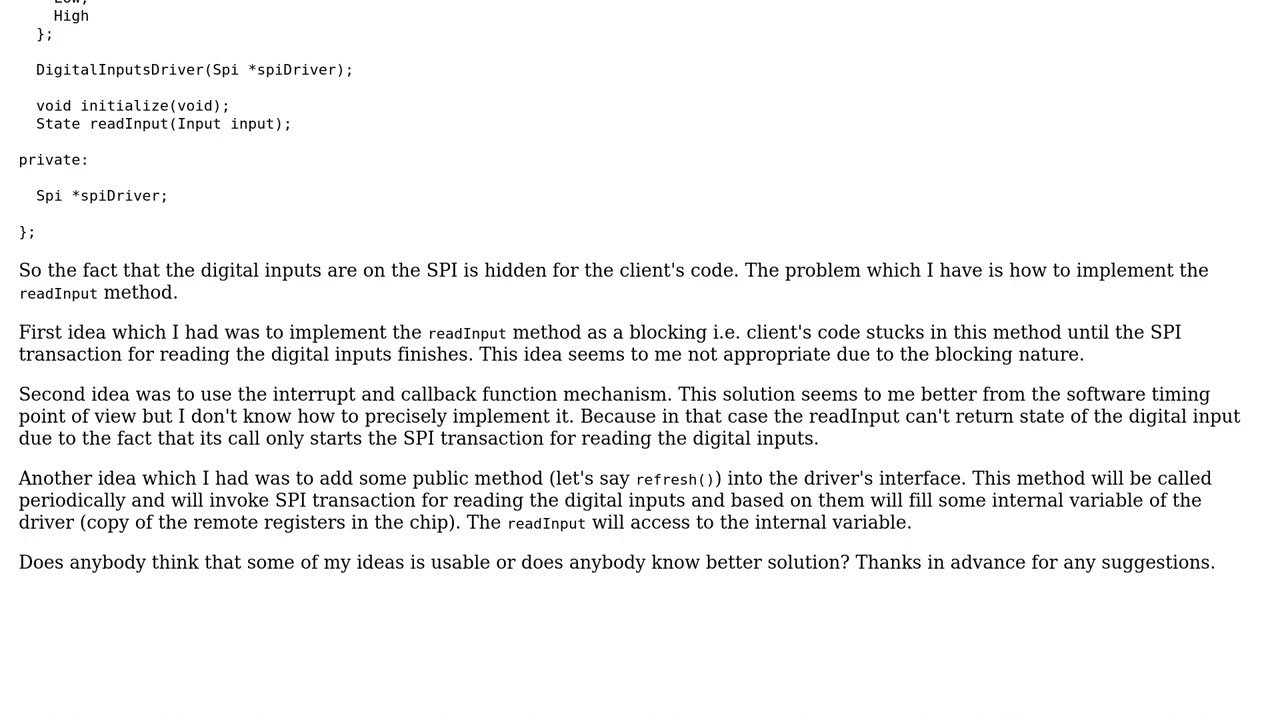 High
};
DigitalInputsDriver(Spi *spiDriver);
void initialize(void);
State readInput(Input input);
private:
Spi *spiDriver;
};
So the fact that the digital inputs are on the SPI is hidden for the client's code. The problem which I have is how to implement the
readInput method.
First idea which I had was to implement the readInput method as a blocking i.e. client's code stucks in this method until the SPI
transaction for reading the digital inputs finishes. This idea seems to me not appropriate due to the blocking nature.
Second idea was to use the interrupt and callback function mechanism. This solution seems to me better from the software timing
point of view but I don't know how to precisely implement it. Because in that case the readInput can't return state of the digital input
due to the fact that its call only starts the SPI transaction for reading the digital inputs.
Another idea which I had was to add some public method (let's say refresh()) into the driver's interface. This method will be called
periodically and will invoke SPI transaction for reading the digital inputs and based on them will fill some internal variable of the
driver (copy of the remote registers in the chip). The readInput will access to the internal variable.
Does anybody think that some of my ideas is usable or does anybody know better solution? Thanks in advance for any suggestions.